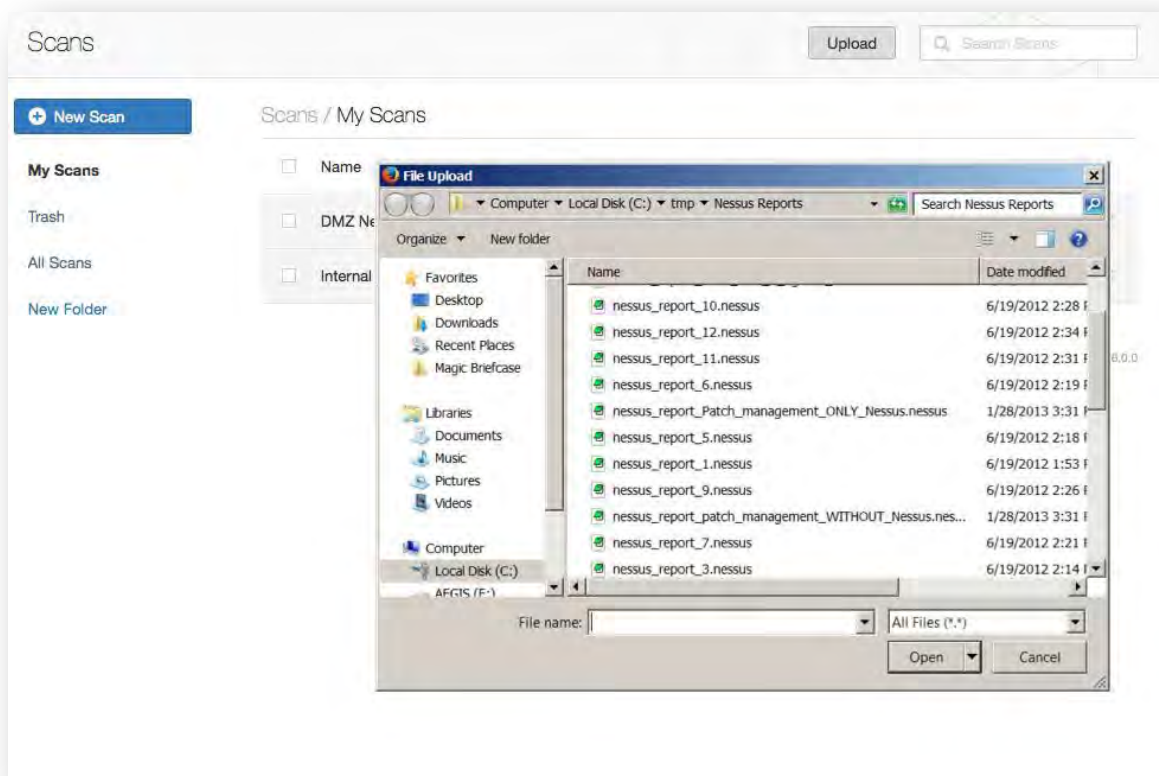 Scans
Upload
Search Scans
New Scan
Scans / My Scans
My Scans
Trash
All Scans
New Folder
Name
DMZ Ne
Internal
6.0.0
File Upload
Computer Local Disk (C:) tmp Nessus Reports
Search Nessus Reports
Organize New folder
Favorites
Desktop
Downloads
Recent Places
Magic Briefcase
Libraries
Documents
Music
Pictures
Videos
Computer
Local Disk (C:)
AEGIS (E:)
Name Date modified
nessus_report_10.nessus 6/19/2012 2:28 P
nessus_report_12.nessus 6/19/2012 2:34 P
nessus_report_11.nessus 6/19/2012 2:31 P
nessus_report_6.nessus 6/19/2012 2:19 P
nessus_report_Patch_management_ONLY_Nessus.nessus 1/28/2013 3:31 P
nessus_report_5.nessus 6/19/2012 2:18 P
nessus_report_1.nessus 6/19/2012 1:53 P
nessus_report_9.nessus 6/19/2012 2:26 P
nessus_report_patch_management_WITHOUT_Nessus.nes... 1/28/2013 3:31 P
nessus_report_7.nessus 6/19/2012 2:21 P
nessus_report_3.nessus 6/19/2012 2:14 P
File name: All Files (*.*)
Open Cancel